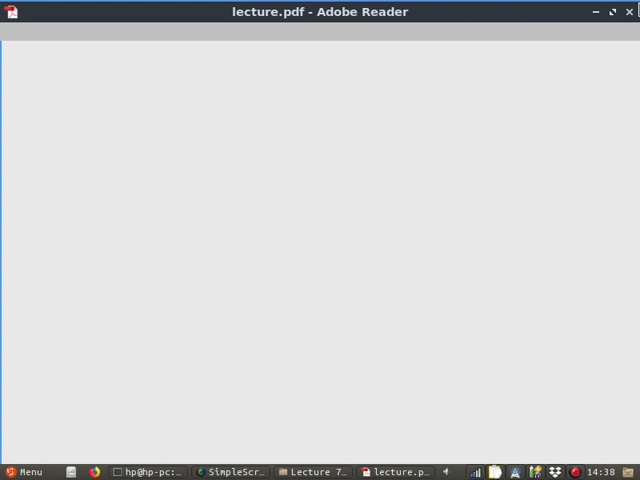 lecture.pdf - Adobe Reader
Menu
hp@hp-pc:...
SimpleScr...
Lecture 7...
lecture.p...
14:38